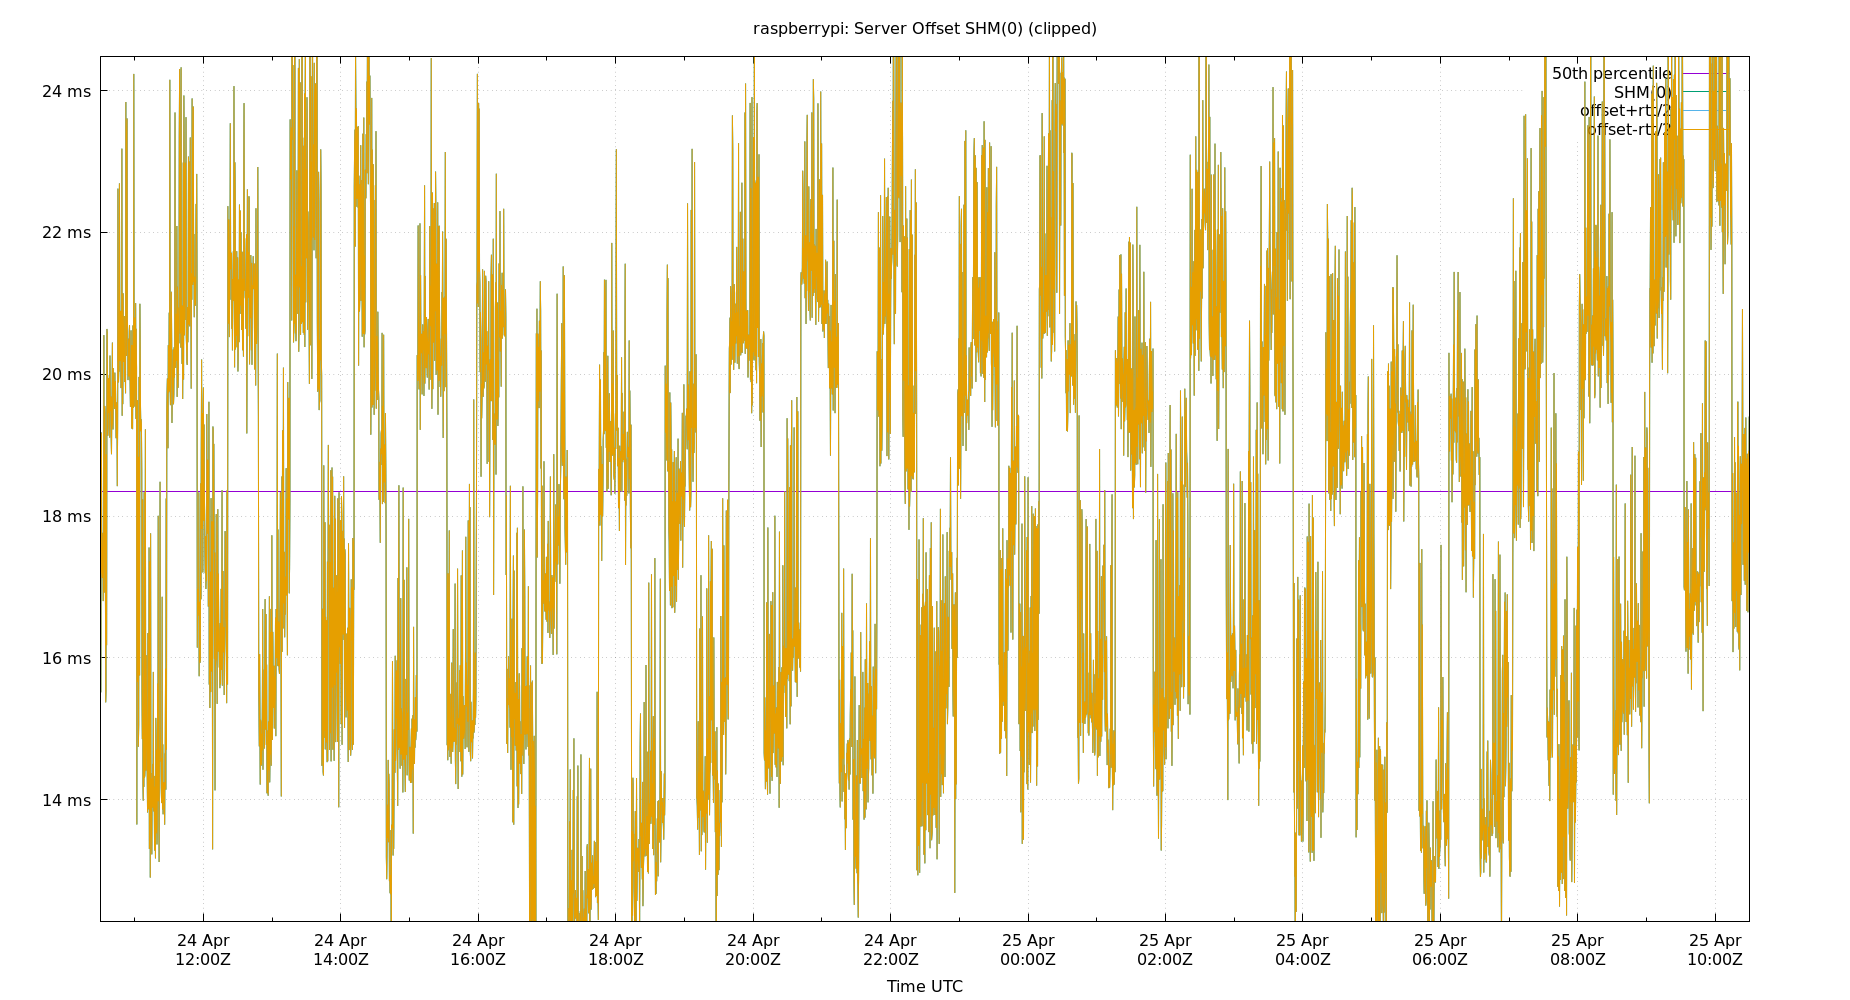 raspberrypi: Server Offset SHM(0) (clipped)
50th percentile
SHM(0)
offset+rtt/2
offset-rtt/2
24 ms
22 ms
20 ms
18 ms
16 ms
14 ms
24 Apr 24 Apr 24 Apr 24 Apr 24 Apr 24 Apr 25 Apr 25 Apr 25 Apr 25 Apr 25 Apr 25 Apr
12:00Z 14:00Z 16:00Z 18:00Z 20:00Z 22:00Z 00:00Z 02:00Z 04:00Z 06:00Z 08:00Z 10:00Z
Time UTC